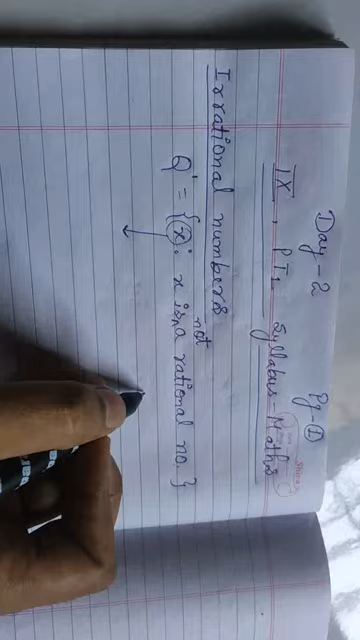 Day-2
Pg-①
IX, PT1 Syllabus-Maths
Irrational numbers
not
Q' = {x: x is a rational no. }